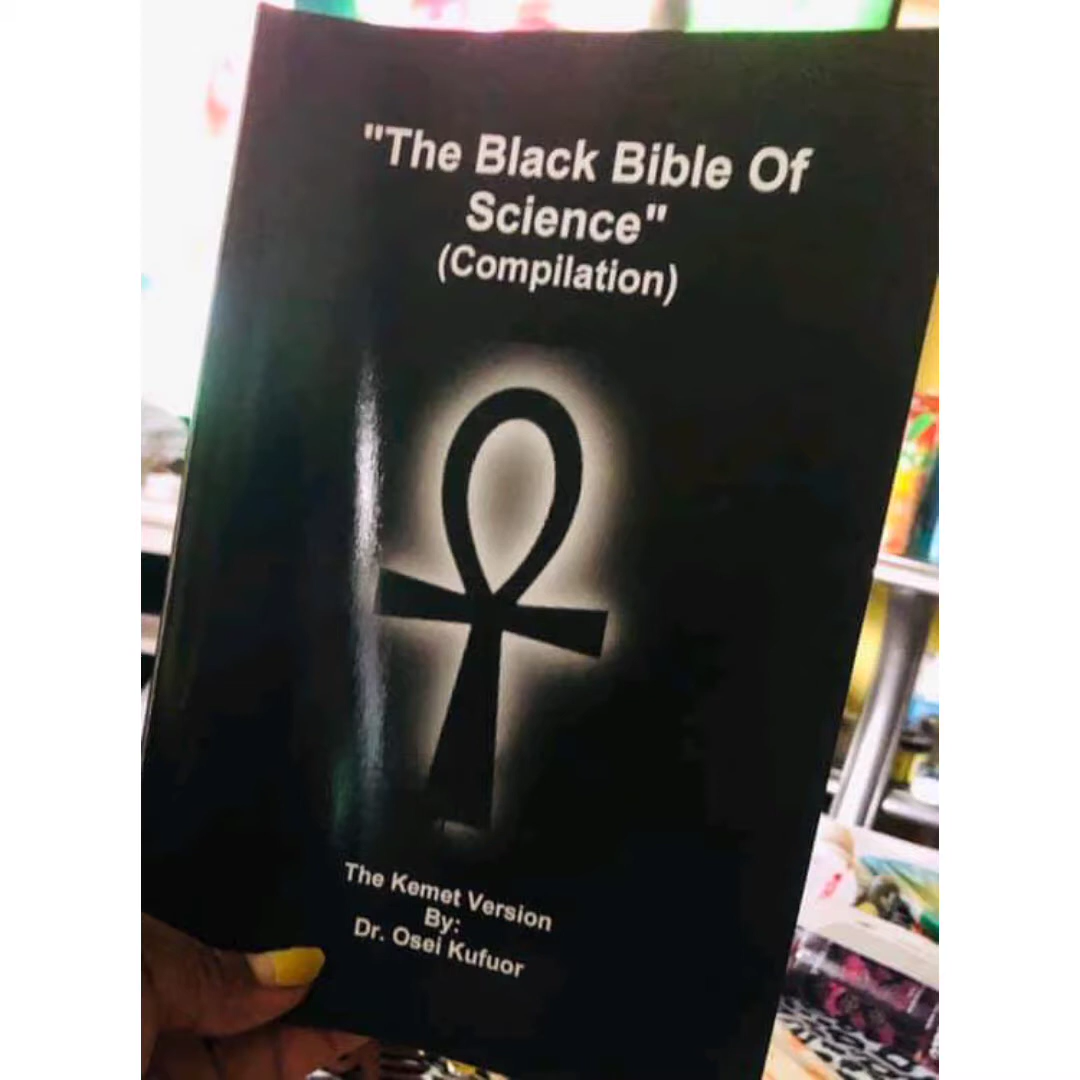 "The Black Bible Of
Science"
(Compilation)
The Kemet Version
By:
Dr. Osei Kufuor